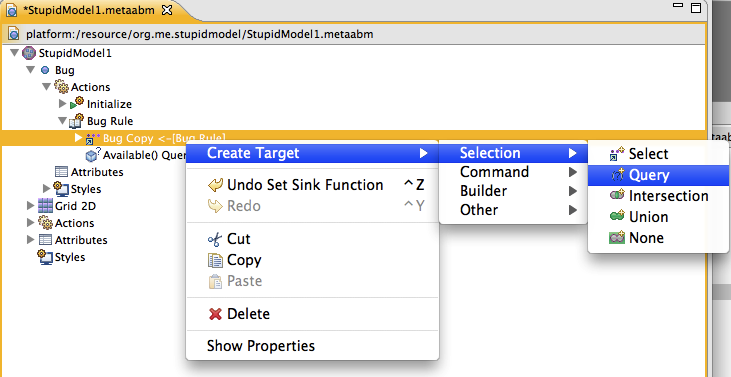 *StupidModel1.metaabm
platform:/resource/org.me.stupidmodel/StupidModel1.metaabm
StupidModel1
Bug
Actions
Initialize
Bug Rule
Bug Copy <-[Bug Rule]
Available() Quer
Attributes
Styles
Grid 2D
Actions
Attributes
Styles
Create Target
Undo Set Sink Function ^Z
Redo ^Y
Cut
Copy
Paste
Delete
Show Properties
Selection
Command
Builder
Other
Select
Query
Intersection
Union
None